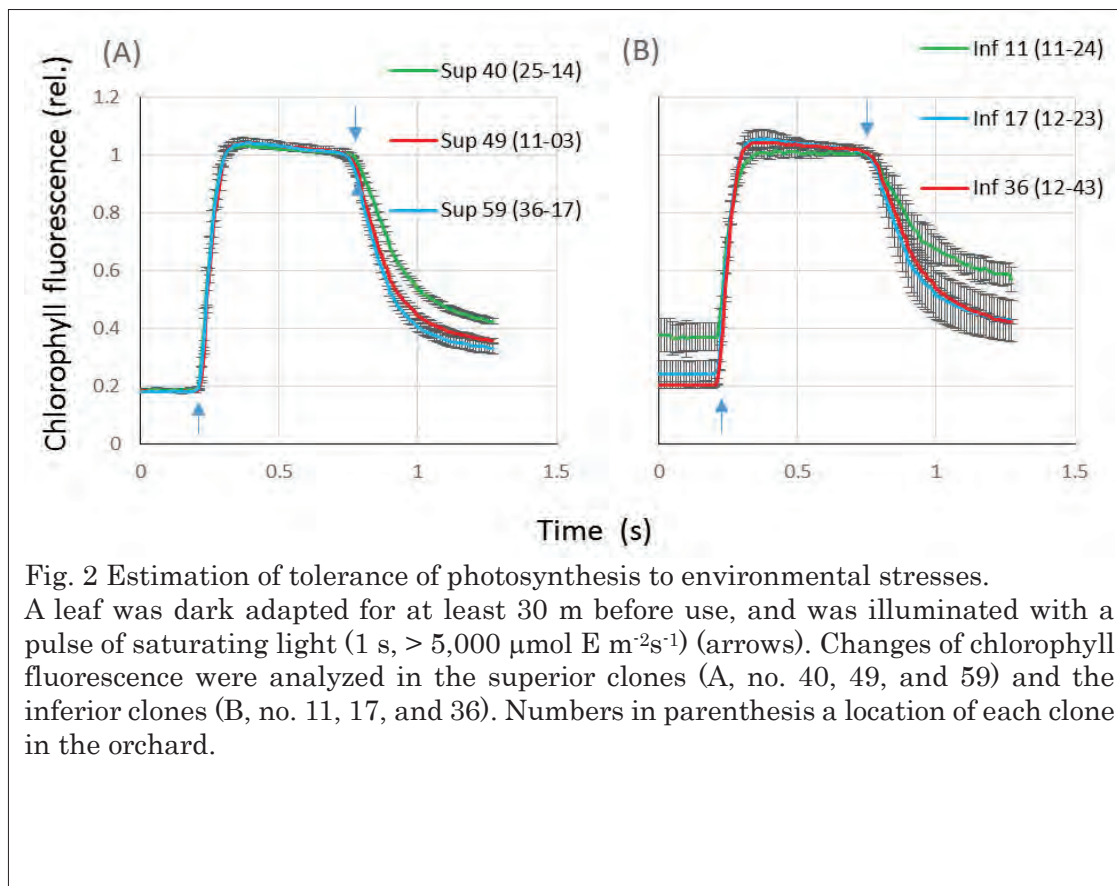 (A)
Sup 40 (25-14)
Sup 49 (11-03)
Sup 59 (36-17)
(B)
Inf 11 (11-24)
Inf 17 (12-23)
Inf 36 (12-43)
Chlorophyll fluorescence (rel.)
1.2
1
0.8
0.6
0.4
0.2
0
0 0.5 1 1.5
0 0.5 1 1.5
Time (s)
Fig. 2 Estimation of tolerance of photosynthesis to environmental stresses.
A leaf was dark adapted for at least 30 m before use, and was illuminated with a
pulse of saturating light (1 s, > 5,000 μmol E m-2s-1) (arrows). Changes of chlorophyll
fluorescence were analyzed in the superior clones (A, no. 40, 49, and 59) and the
inferior clones (B, no. 11, 17, and 36). Numbers in parenthesis a location of each clone
in the orchard.